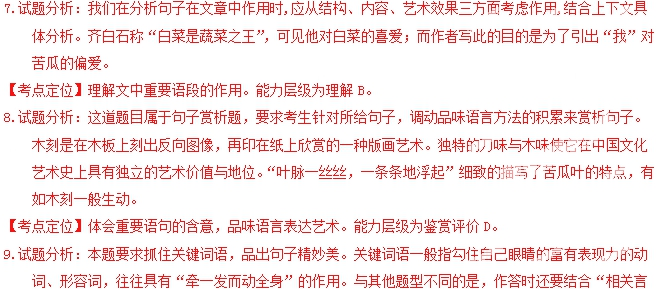 7.试题分析：我们在分析句子在文章中作用时,应从结构、内容、艺术效果三方面考虑作用,结合上下文具
体分析。齐白石称“白菜是蔬菜之王”，可见他对白菜的喜爱；而作者写此的目的是为了引出“我”对
苦瓜的偏爱。
【考点定位】理解文中重要语段的作用。能力层级为理解 B。
8.试题分析：这道题目属于句子赏析题，要求考生针对所给句子，调动品味语言方法的积累来赏析句子。
木刻是在木板上刻出反向图像，再印在纸上欣赏的一种版画艺术。独特的刀味与木味使它在中国文化
艺术史上具有独立的艺术价值与地位。“叶脉一丝丝，一条条地浮起”细致的描写了苦瓜叶的特点，有
如木刻一般生动。
【考点定位】体会重要语句的含意，品味语言表达艺术。能力层级为鉴赏评价 D。
9.试题分析：本题要求抓住关键词语，品出句子精妙美。关键词语一般指勾住自己眼睛的富有表现力的动
词、形容词，往往具有“牵一发而动全身”的作用。与其他题型不同的是，作答时还要结合“相关言